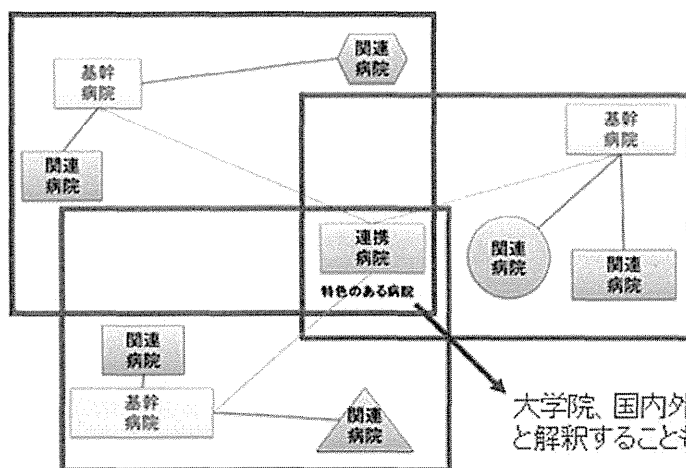 関連
病院
基幹
病院
基幹
病院
関連
病院
連携
病院
関連
病院
関連
病院
特色のある病院
関連
病院
基幹
病院
関連
病院
大学院、国内外
と解釈すること